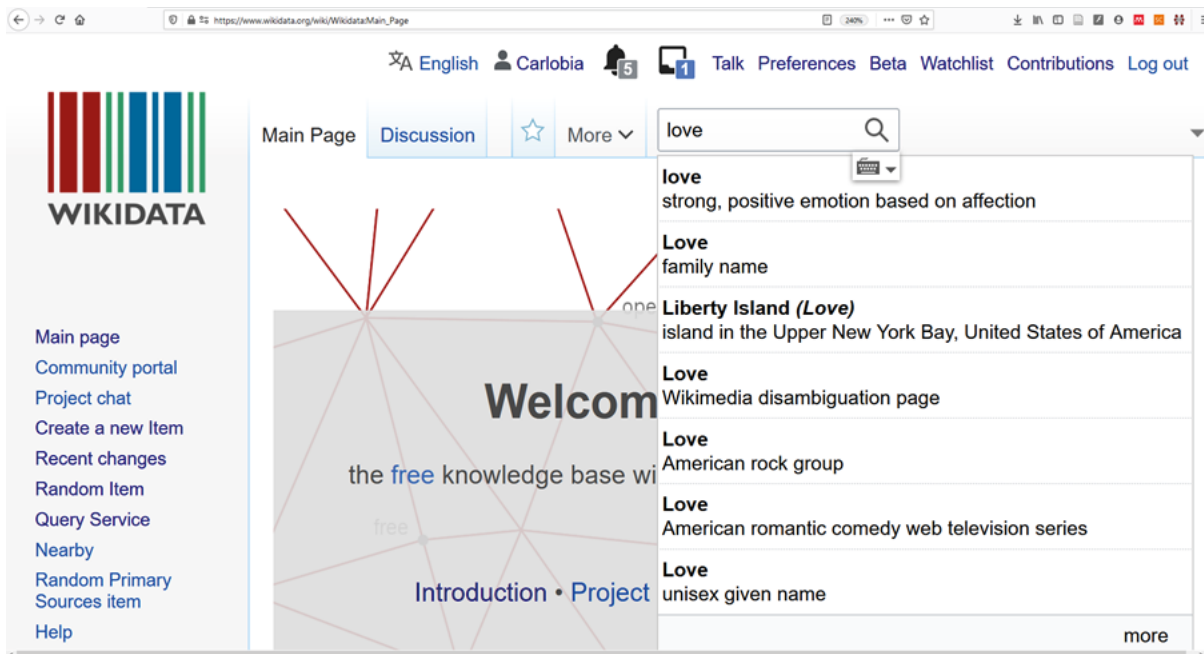 https://www.wikidata.org/wiki/Wikidata:Main_Page 240%
English Carlobia 5 1 Talk Preferences Beta Watchlist Contributions Log out
WIKIDATA
Main Page Discussion More love
love
strong, positive emotion based on affection
Love
family name
Liberty Island (Love)
island in the Upper New York Bay, United States of America
Love
Wikimedia disambiguation page
Love
American rock group
Love
American romantic comedy web television series
Love
unisex given name
more
Main page
Community portal
Project chat
Create a new Item
Recent changes
Random Item
Query Service
Nearby
Random Primary
Sources item
Help
ope
Welcom
the free knowledge base wi
free
Introduction • Project